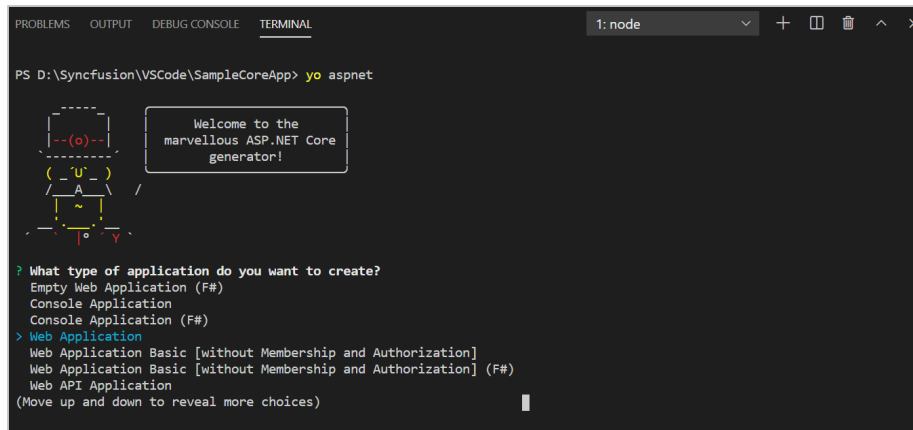 PROBLEMS OUTPUT DEBUG CONSOLE TERMINAL 1: node
PS D:\Syncfusion\VSCode\SampleCoreApp> yo aspnet
Welcome to the
marvellous ASP.NET Core
generator!
? What type of application do you want to create?
Empty Web Application (F#)
Console Application
Console Application (F#)
> Web Application
Web Application Basic [without Membership and Authorization]
Web Application Basic [without Membership and Authorization] (F#)
Web API Application
(Move up and down to reveal more choices)